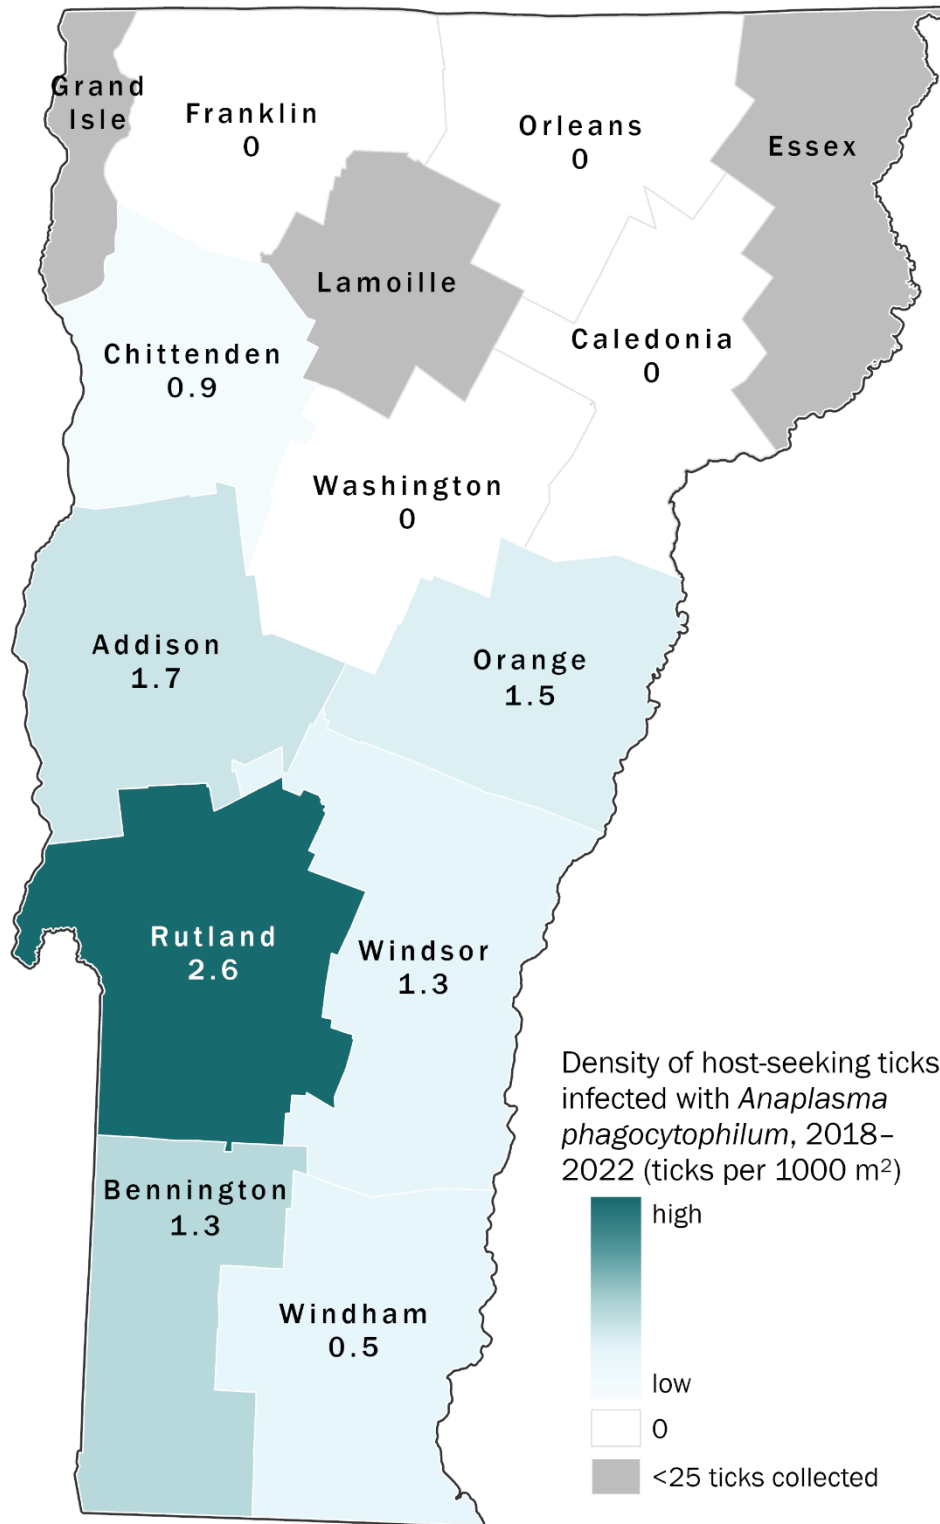 Grand
Isle
Franklin
0
Orleans
0
Essex
Lamoille
Chittenden
0.9
Caledonia
0
Washington
0
Addison
1.7
Orange
1.5
Rutland
2.6
Windsor
1.3
Bennington
1.3
Windham
0.5
Density of host-seeking ticks
infected with Anaplasma
phagocytophilum, 2018–
2022 (ticks per 1000 m²)
high
low
0
<25 ticks collected